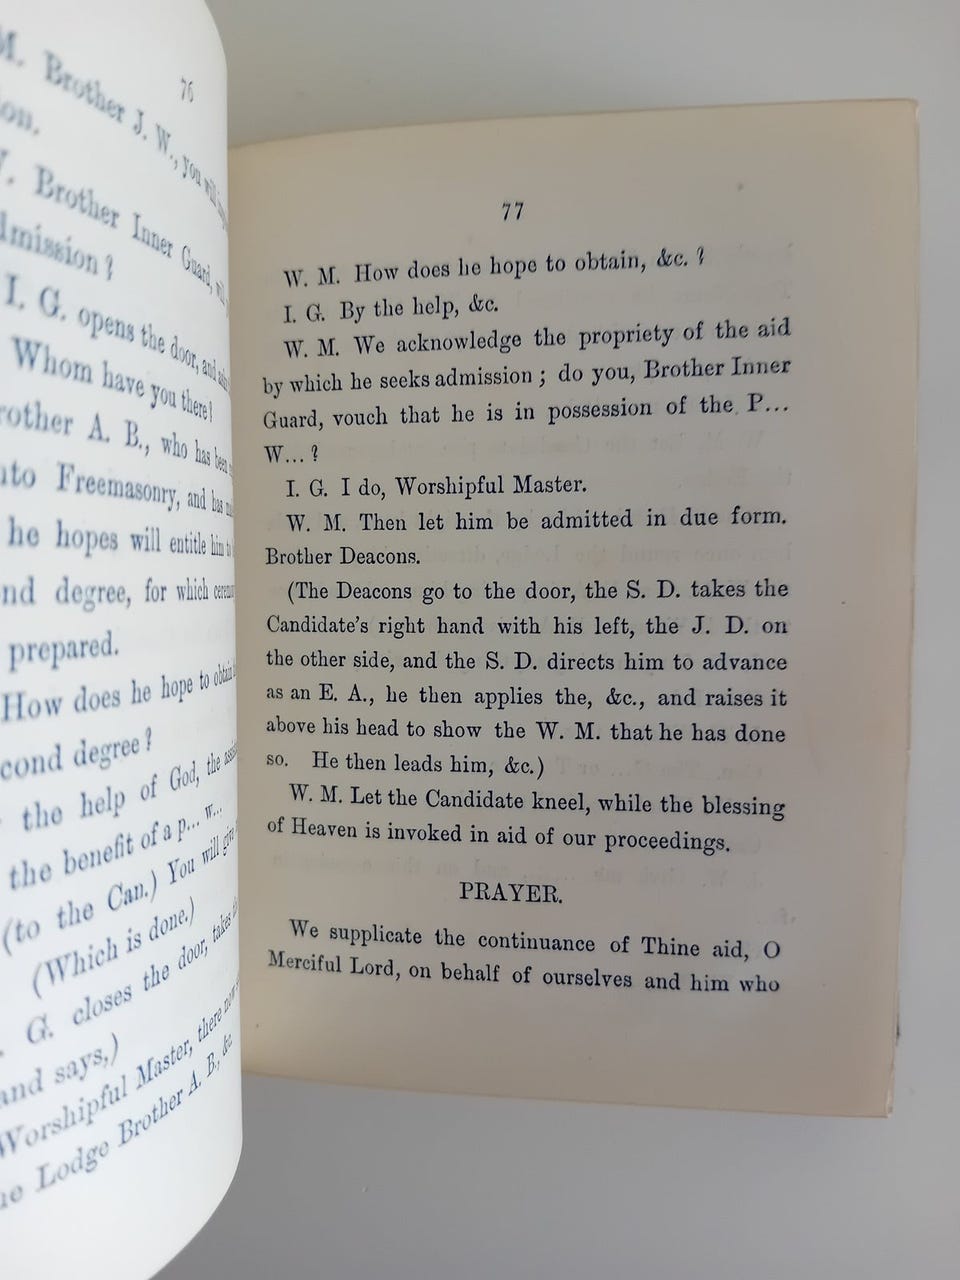 76
M. Brother J. W., you will
ion.
Brother Inner Guard,
dmission ?
I. G. opens the door, and
Whom have you there?
rother A. B., who has been
nto Freemasonry, and has
he hopes will entitle him to
nd degree, for which
prepared.
How does he hope to obtain
cond degree ?
the help of God, the
the benefit of a p... w...
(to the Can.) You will give
(Which is done.)
G. closes the door, takes
and says,)
Worshipful Master, there
he Lodge Brother A. B., &c.
77
W. M. How does he hope to obtain, &c. ?
I. G. By the help, &c.
W. M. We acknowledge the propriety of the aid
by which he seeks admission ; do you, Brother Inner
Guard, vouch that he is in possession of the P...
W... ?
I. G. I do, Worshipful Master.
W. M. Then let him be admitted in due form.
Brother Deacons.
(The Deacons go to the door, the S. D. takes the
Candidate's right hand with his left, the J. D. on
the other side, and the S. D. directs him to advance
as an E. A., he then applies the, &c., and raises it
above his head to show the W. M. that he has done
so. He then leads him, &c.)
W. M. Let the Candidate kneel, while the blessing
of Heaven is invoked in aid of our proceedings.
PRAYER.
We supplicate the continuance of Thine aid, O
Merciful Lord, on behalf of ourselves and him who